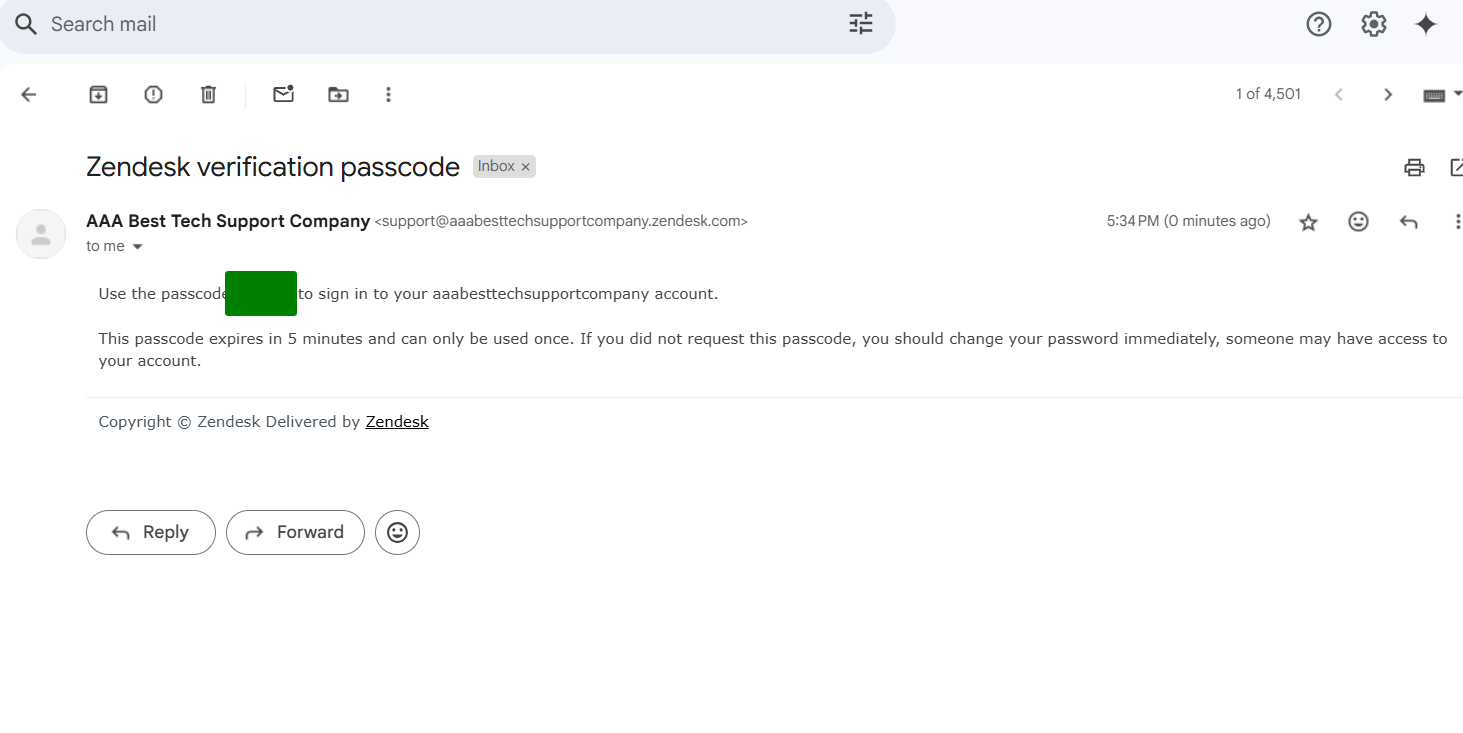 Search mail
1 of 4,501
Zendesk verification passcode Inbox ×
AAA Best Tech Support Company <support@aaabesttechsupportcompany.zendesk.com> 5:34 PM (0 minutes ago)
to me
Use the passcode to sign in to your aaabesttechsupportcompany account.
This passcode expires in 5 minutes and can only be used once. If you did not request this passcode, you should change your password immediately, someone may have access to
your account.
Copyright © Zendesk Delivered by Zendesk
Reply Forward